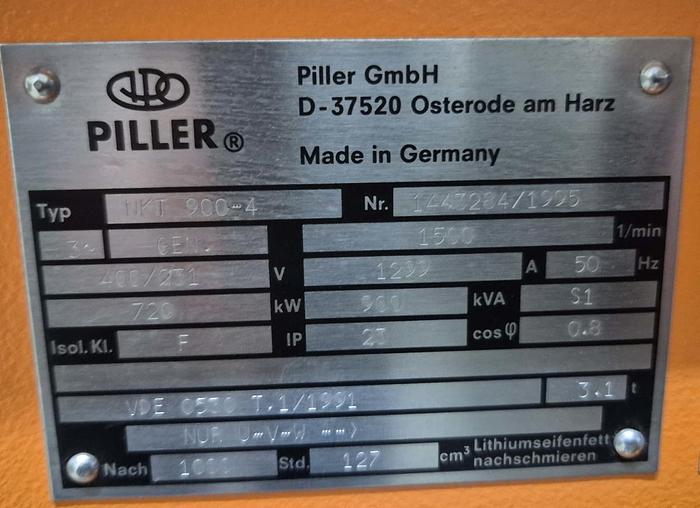 PILLER®
Piller GmbH
D-37520 Osterode am Harz
Made in Germany
Typ NKT 900-4 Nr. 1443284/1995
3~ GEN. 1500 1/min
400/231 V 1299 A 50 Hz
720 kW 900 kVA S1
Isol. Kl. F IP 23 cos φ 0.8
VDE 0530 T.1/1991 3.1 t
NUR U-V-W
Nach 1000 Std. 127 cm³ Lithiumseifenfett
nachschmieren